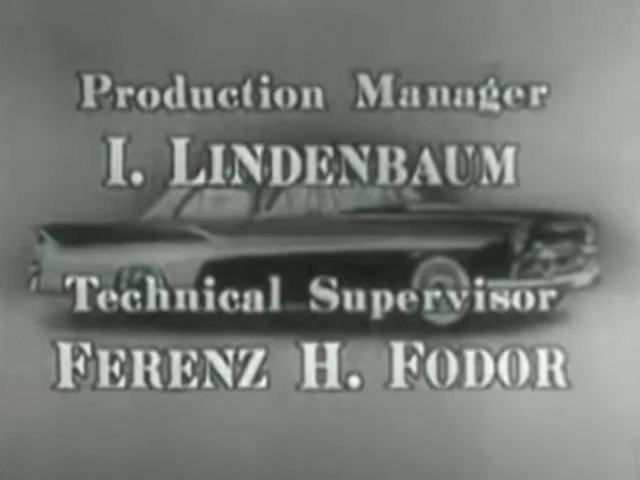 Production Manager
I. LINDENBAUM
Technical Supervisor
FERENZ H. FODOR